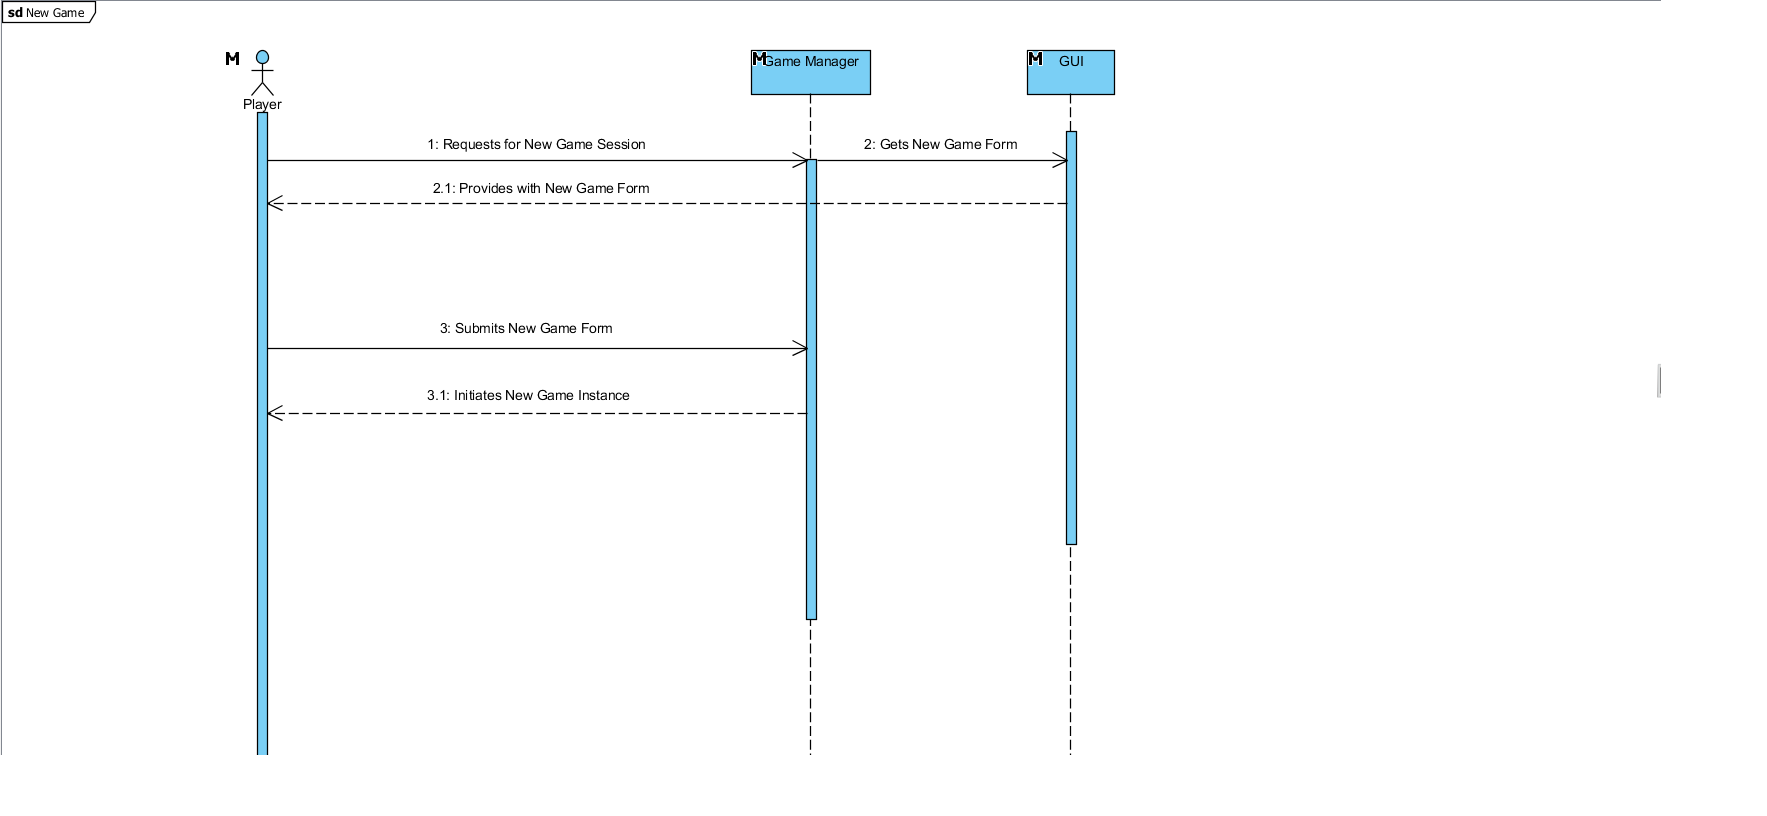 sd New Game
M
Player
M
Game Manager
M
GUI
1: Requests for New Game Session
2: Gets New Game Form
2.1: Provides with New Game Form
3: Submits New Game Form
3.1: Initiates New Game Instance